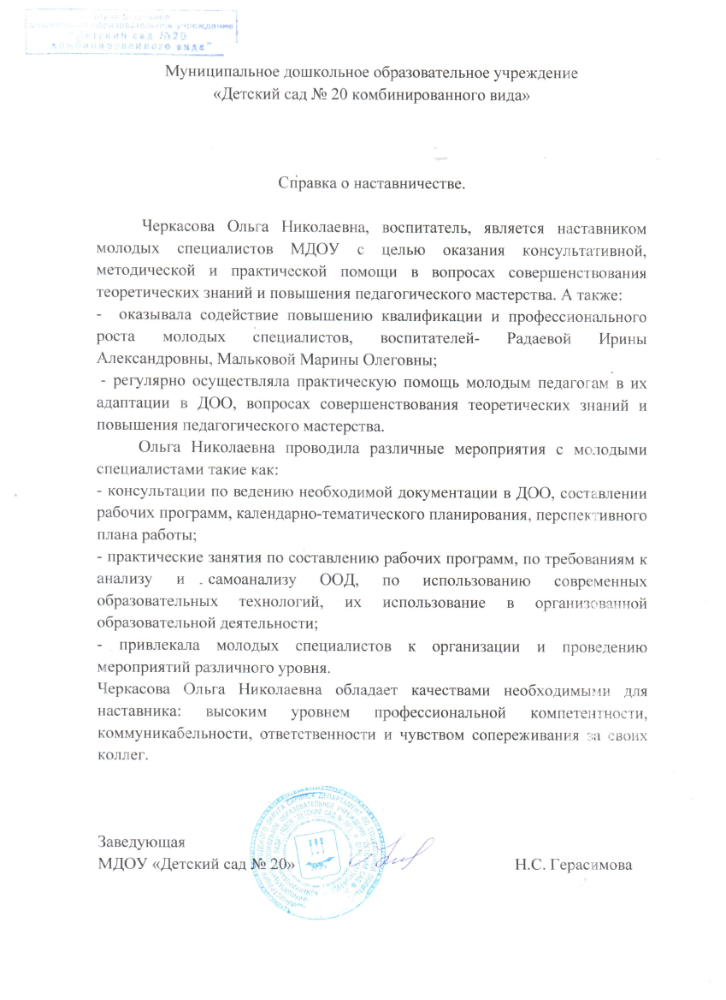 Муниципальное
дошкольное образовательное учреждение
"Детский сад №20
комбинированного вида"
Муниципальное дошкольное образовательное учреждение
«Детский сад № 20 комбинированного вида»
Справка о наставничестве.
Черкасова Ольга Николаевна, воспитатель, является наставником
молодых специалистов МДОУ с целью оказания консультативной,
методической и практической помощи в вопросах совершенствования
теоретических знаний и повышения педагогического мастерства. А также:
- оказывала содействие повышению квалификации и профессионального
роста молодых специалистов, воспитателей- Радаевой Ирины
Александровны, Мальковой Марины Олеговны;
- регулярно осуществляла практическую помощь молодым педагогам в их
адаптации в ДОО, вопросах совершенствования теоретических знаний и
повышения педагогического мастерства.
Ольга Николаевна проводила различные мероприятия с молодыми
специалистами такие как:
- консультации по ведению необходимой документации в ДОО, составлении
рабочих программ, календарно-тематического планирования, перспективного
плана работы;
- практические занятия по составлению рабочих программ, по требованиям к
анализу и самоанализу ООД, по использованию современных
образовательных технологий, их использование в организованной
образовательной деятельности;
- привлекала молодых специалистов к организации и проведению
мероприятий различного уровня.
Черкасова Ольга Николаевна обладает качествами необходимыми для
наставника: высоким уровнем профессиональной компетентности,
коммуникабельности, ответственности и чувством сопереживания за своих
коллег.
Заведующая
МДОУ «Детский сад № 20» Н.С. Герасимова